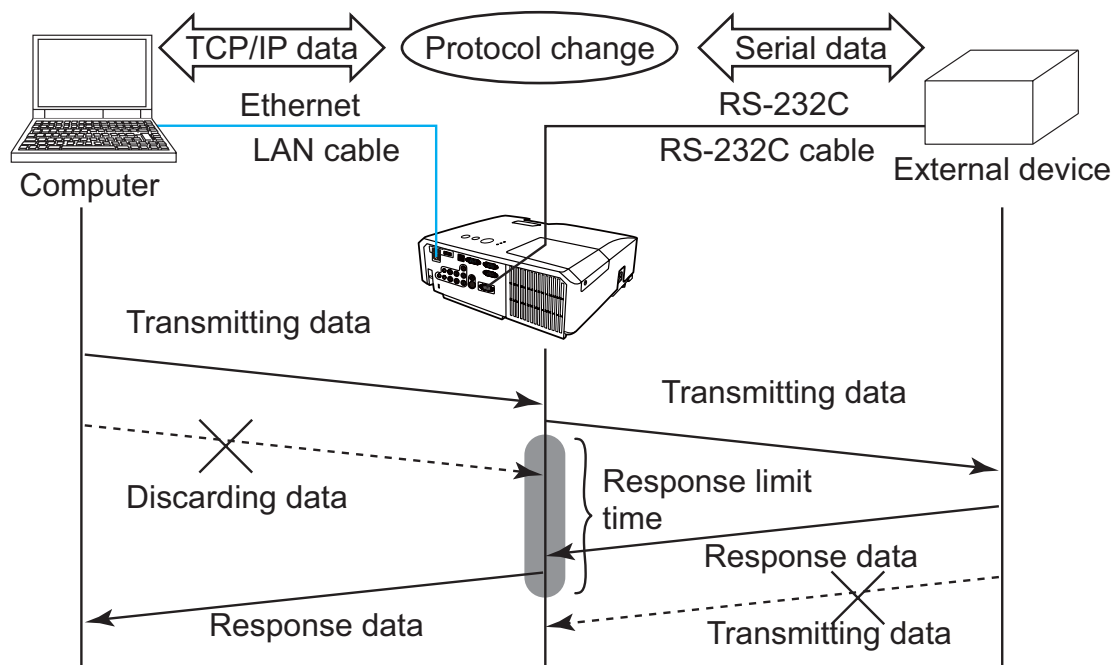 TCP/IP data
Protocol change
Serial data
Ethernet
RS-232C
LAN cable
RS-232C cable
Computer
External device
Transmitting data
Transmitting data
Discarding data
Response limit
time
Response data
Response data
Transmitting data